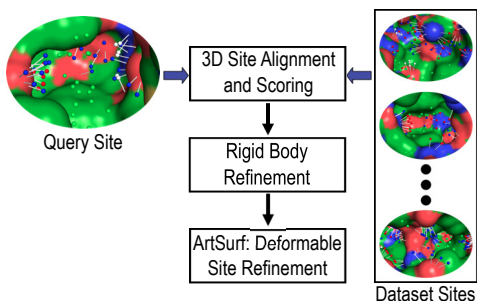 Query Site
3D Site Alignment
and Scoring
Rigid Body
Refinement
ArtSurf: Deformable
Site Refinement
Dataset Sites